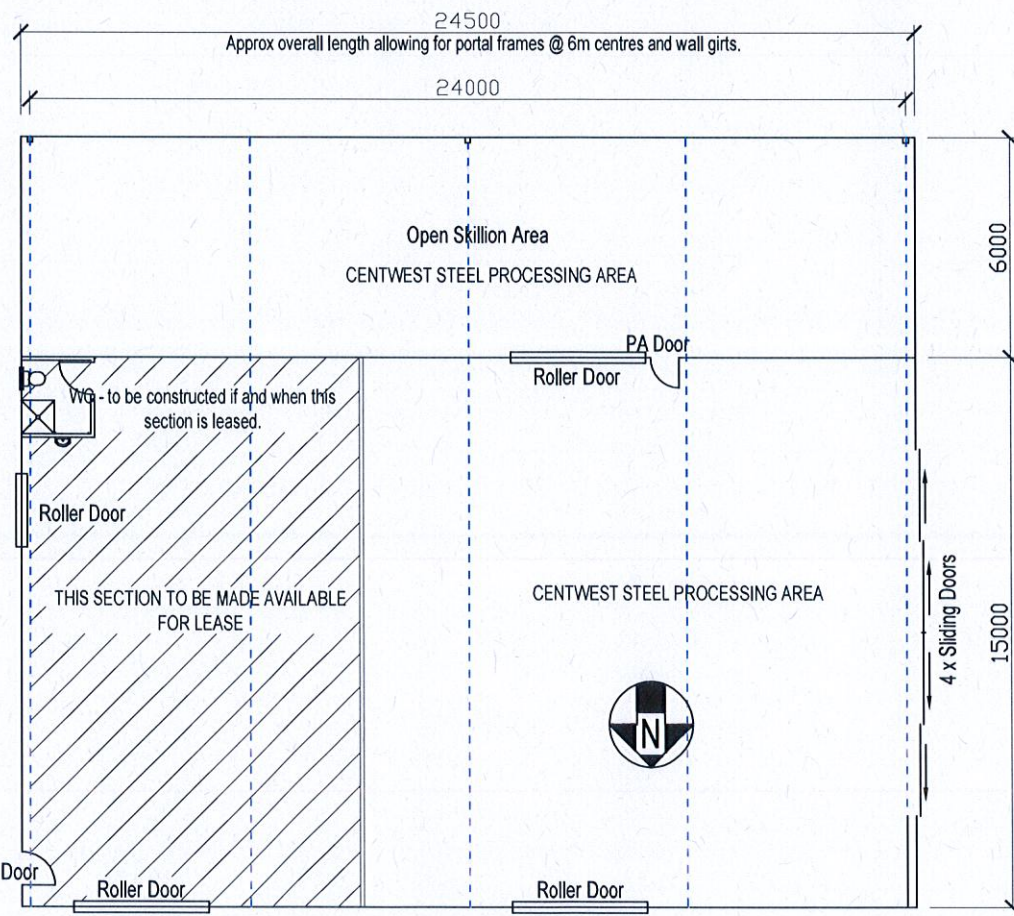 24500
Approx overall length allowing for portal frames @ 6m centres and wall girts.
24000
Open Skillion Area
CENTWEST STEEL PROCESSING AREA
6000
PA Door
Roller Door
WC - to be constructed if and when this
section is leased.
Roller Door
THIS SECTION TO BE MADE AVAILABLE
FOR LEASE
CENTWEST STEEL PROCESSING AREA
4 x Sliding Doors
15000
N
Door
Roller Door
Roller Door